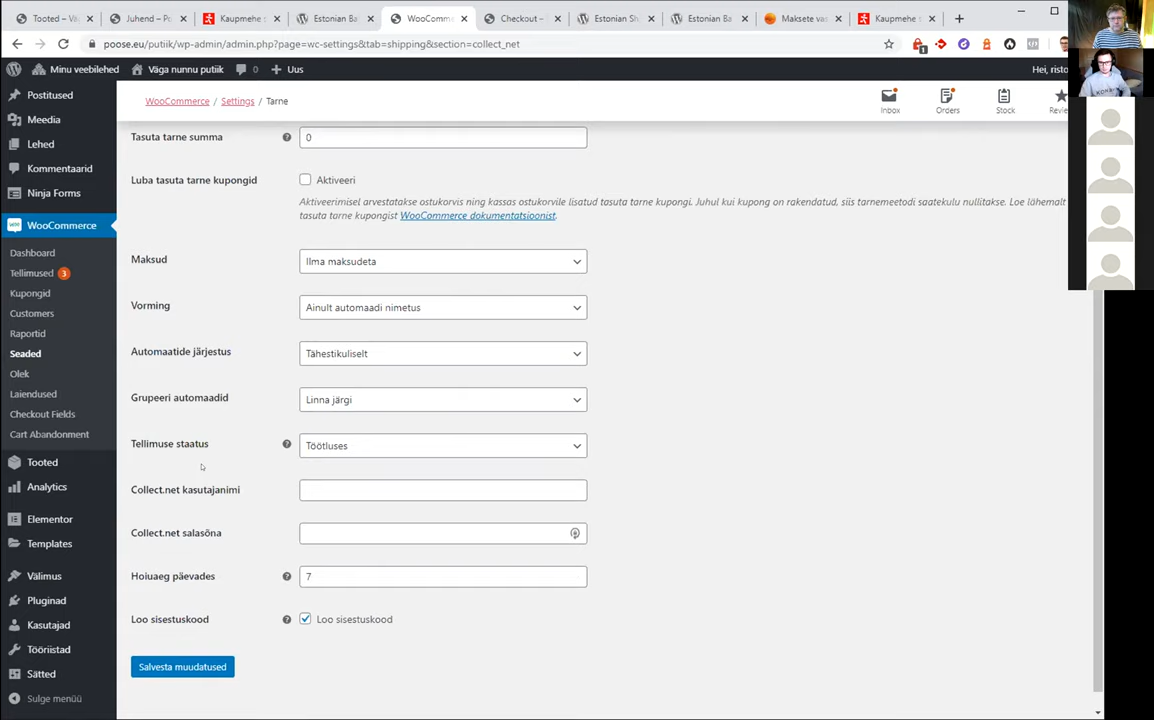 Tooted – Vä
Juhend – Po
Kaupmehe s
Estonian Ba
WooComme
Checkout –
Estonian Sh
Estonian Ba
Maksete vas
Kaupmehe s
poose.eu/putiik/wp-admin/admin.php?page=wc-settings&tab=shipping&section=collect_net
Minu veebilehed
Väga nunnu putiik
0
Uus
Hei, risto
Postitused
Meedia
Lehed
Kommentaarid
Ninja Forms
WooCommerce
Dashboard
Tellimused 3
Kupongid
Customers
Raportid
Seaded
Olek
Laiendused
Checkout Fields
Cart Abandonment
Tooted
Analytics
Elementor
Templates
Välimus
Pluginad
Kasutajad
Tööriistad
Sätted
Sulge menüü
WooCommerce / Settings / Tarne
Inbox
Orders
Stock
Revie
Tasuta tarne summa
0
Luba tasuta tarne kupongid
Aktiveeri
Aktiveerimisel arvestatakse ostukorvis ning kassas ostukorvile lisatud tasuta tarne kupongi. Juhul kui kupong on rakendatud, siis tarnemeetodi saatekulu nullitakse. Loe lähemalt
tasuta tarne kupongist WooCommerce dokumentatsioonist.
Maksud
Ilma maksudeta
Vorming
Ainult automaadi nimetus
Automaatide järjestus
Tähestikuliselt
Grupeeri automaadid
Linna järgi
Tellimuse staatus
Töötluses
Collect.net kasutajanimi
Collect.net salasõna
Hoiuaeg päevades
7
Loo sisestuskood
Loo sisestuskood
Salvesta muudatused